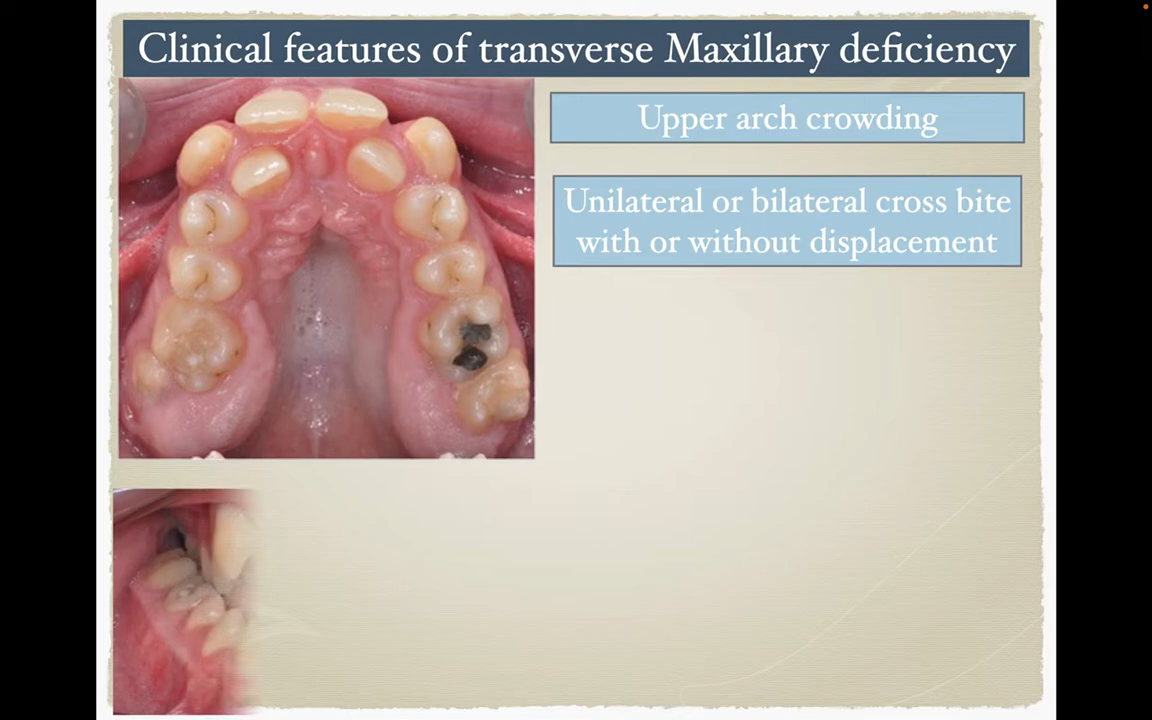 Clinical features of transverse Maxillary deficiency
Upper arch crowding
Unilateral or bilateral cross bite
with or without displacement